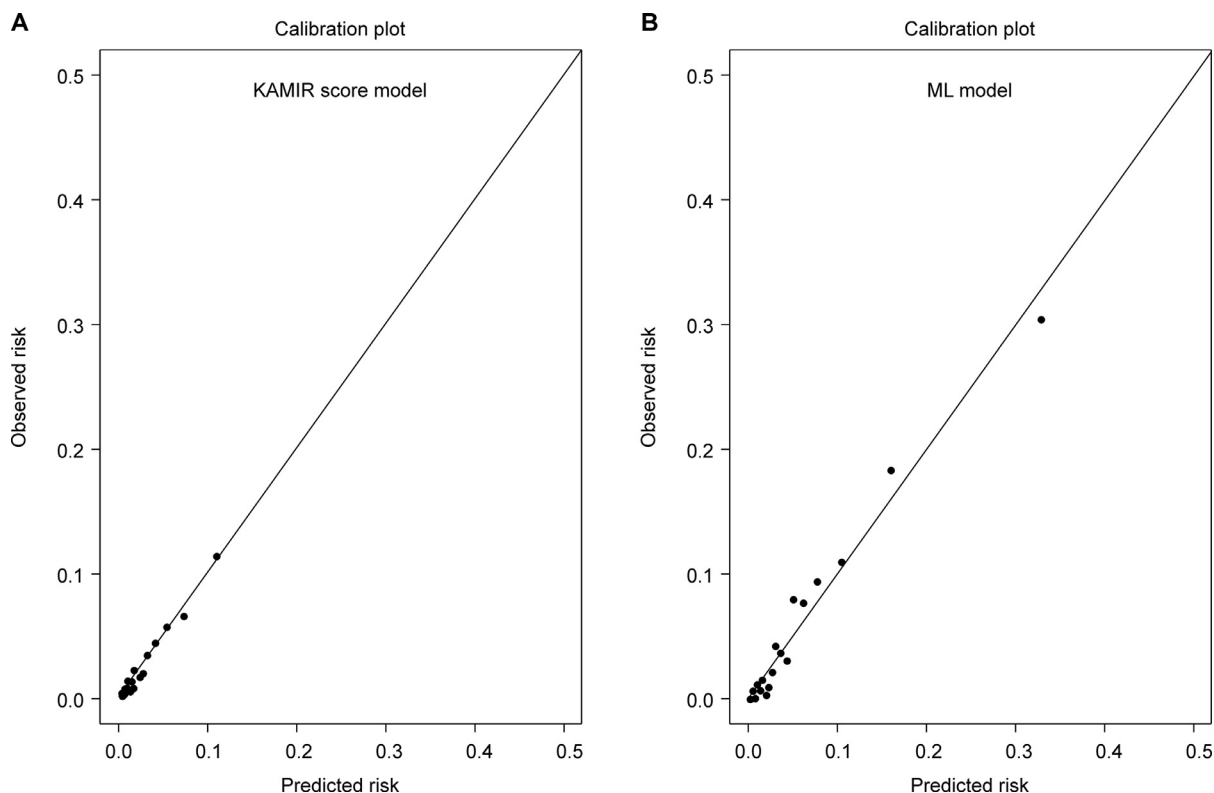 A
Calibration plot
KAMIR score model
0.5
0.4
0.3
0.2
0.1
0.0
Observed risk
0.0 0.1 0.2 0.3 0.4 0.5
Predicted risk
B
Calibration plot
ML model
0.5
0.4
0.3
0.2
0.1
0.0
Observed risk
0.0 0.1 0.2 0.3 0.4 0.5
Predicted risk